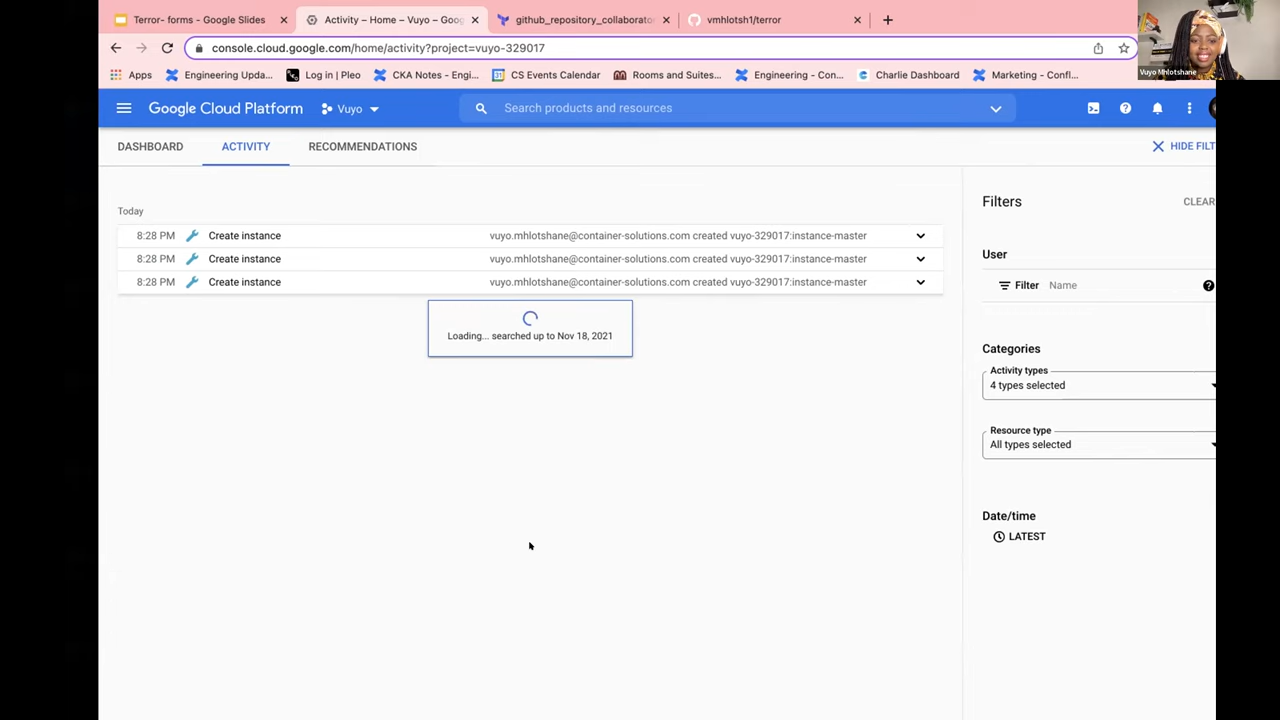 Terror- forms - Google Slides
Activity – Home – Vuyo – Goog
github_repository_collaborato
vmhlotsh1/terror
console.cloud.google.com/home/activity?project=vuyo-329017
Apps
Engineering Upda...
Log in | Pleo
CKA Notes - Engi...
CS Events Calendar
Rooms and Suites...
Engineering - Con...
Charlie Dashboard
Marketing - Confl...
Vuyo Mhlotshane
Google Cloud Platform
Vuyo
Search products and resources
DASHBOARD
ACTIVITY
RECOMMENDATIONS
HIDE FILT
Today
8:28 PM Create instance vuyo.mhlotshane@container-solutions.com created vuyo-329017:instance-master
8:28 PM Create instance vuyo.mhlotshane@container-solutions.com created vuyo-329017:instance-master
8:28 PM Create instance vuyo.mhlotshane@container-solutions.com created vuyo-329017:instance-master
Loading... searched up to Nov 18, 2021
Filters
CLEAR
User
Filter Name
Categories
Activity types
4 types selected
Resource type
All types selected
Date/time
LATEST